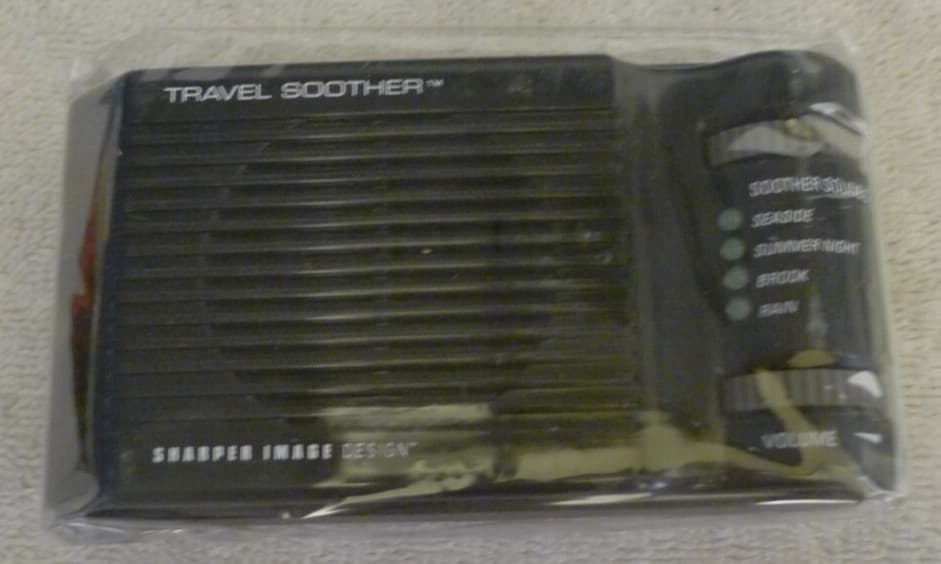 TRAVEL SOOTHER™
SOOTHER SOUND
SEASIDE
SUMMER NIGHT
BROOK
RAIN
VOLUME
SHARPER IMAGE DESIGN™